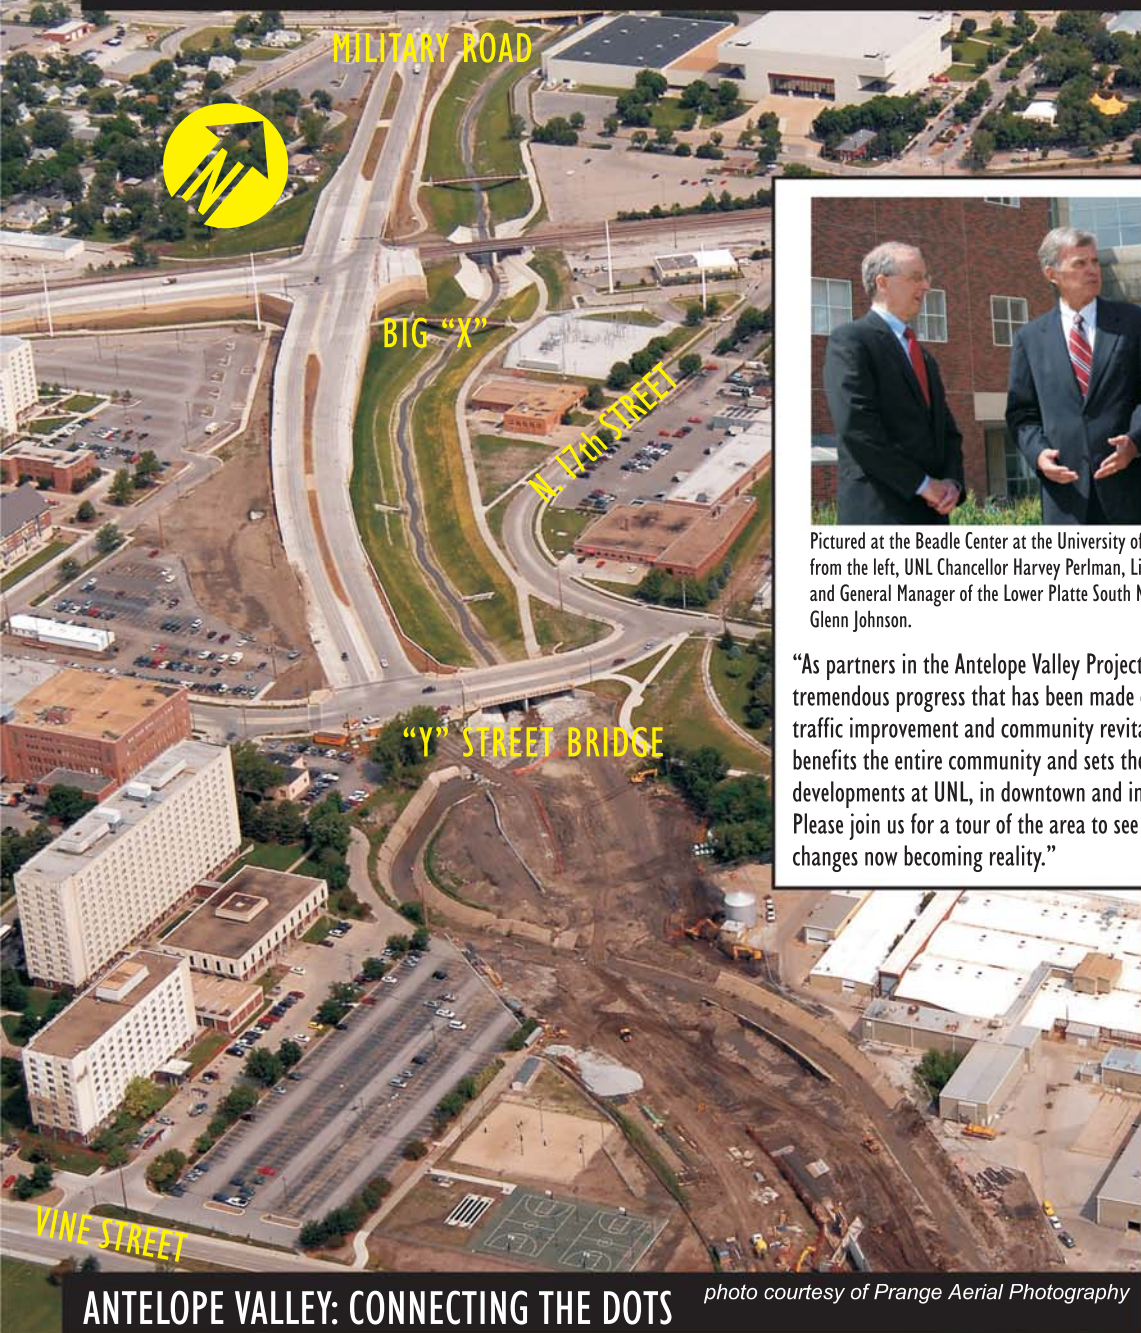 MILITARY ROAD
N
BIG “X”
N. 17th STREET
Pictured at the Beadle Center at the University of
from the left, UNL Chancellor Harvey Perlman, Li
and General Manager of the Lower Platte South N
Glenn Johnson.
“As partners in the Antelope Valley Project
tremendous progress that has been made
traffic improvement and community revita
benefits the entire community and sets the
developments at UNL, in downtown and in
Please join us for a tour of the area to see
changes now becoming reality.”
“Y” STREET BRIDGE
VINE STREET
ANTELOPE VALLEY: CONNECTING THE DOTS
photo courtesy of Prange Aerial Photography